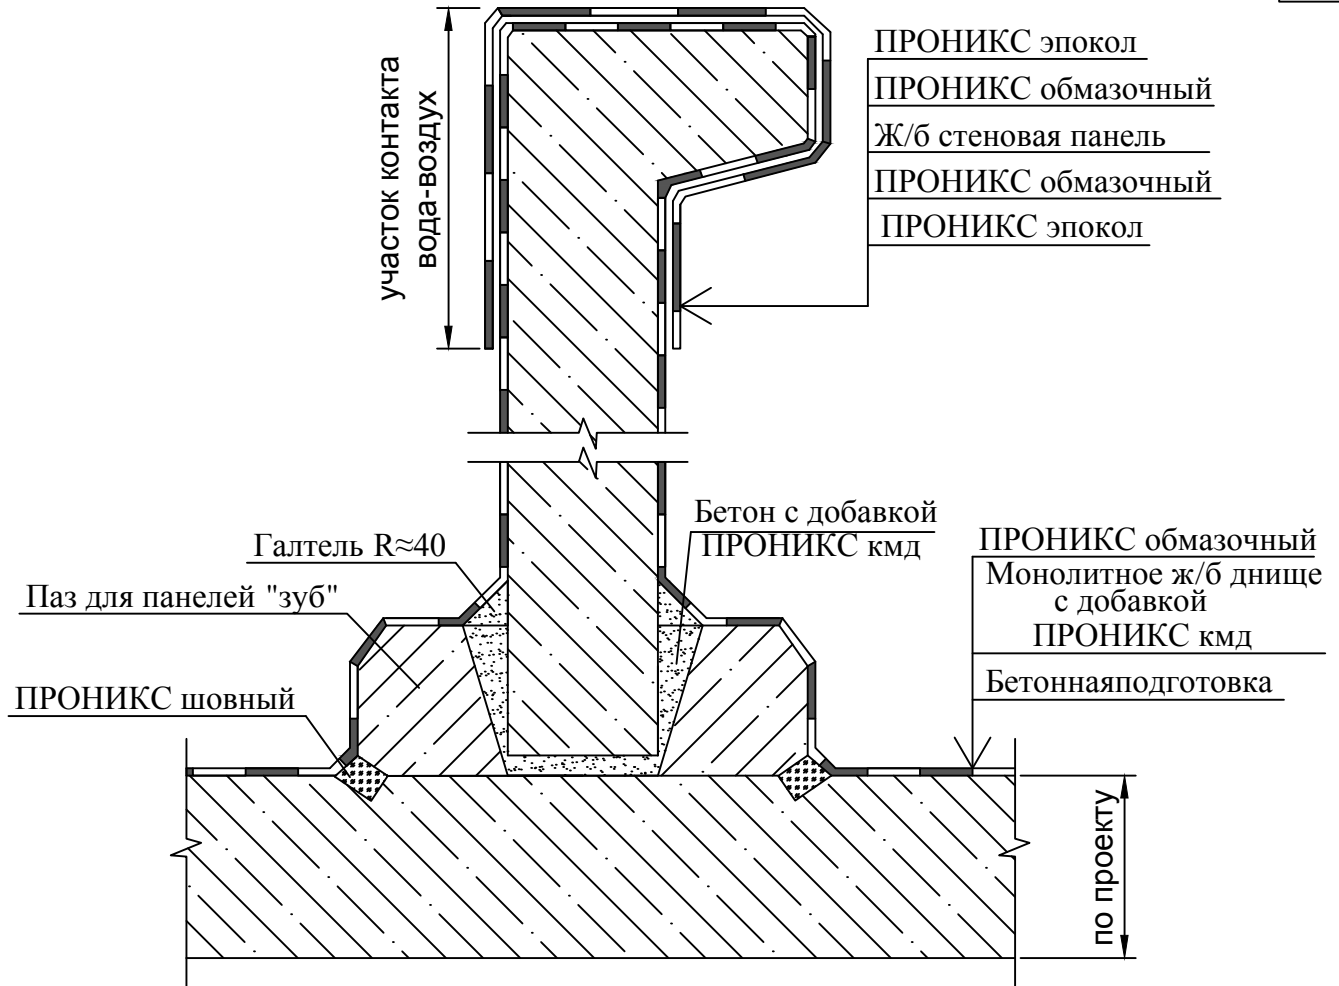 участок контакта
вода-воздух
ПРОНИКС эпокол
ПРОНИКС обмазочный
Ж/б стеновая панель
ПРОНИКС обмазочный
ПРОНИКС эпокол
Галтель R≈40
Паз для панелей "зуб"
ПРОНИКС шовный
Бетон с добавкой
ПРОНИКС кмд
ПРОНИКС обмазочный
Монолитное ж/б днище
с добавкой
ПРОНИКС кмд
Бетоннаяподготовка
по проекту